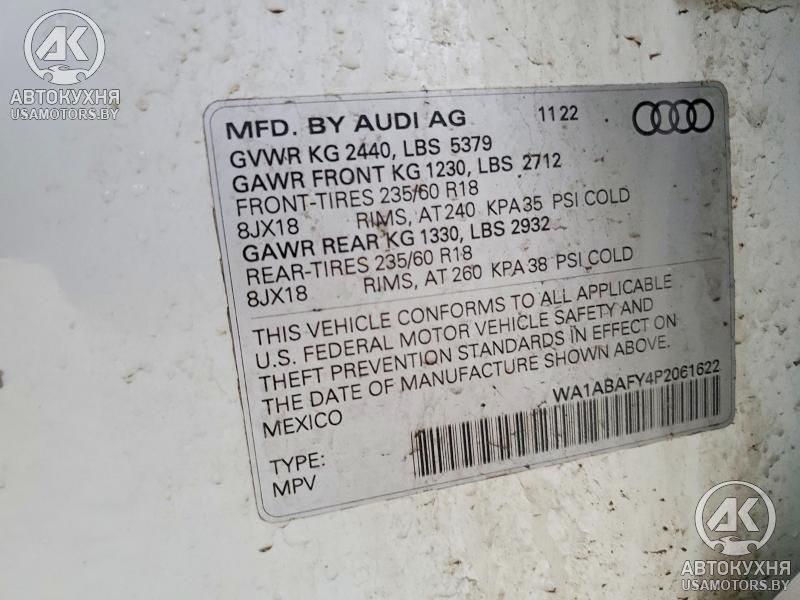 AK
АВТОКУХНЯ
USAMOTORS.BY
MFD. BY AUDI AG 11 22
GVWR KG 2440, LBS 5379
GAWR FRONT KG 1230, LBS 2712
FRONT-TIRES 235/60 R18
8JX18 RIMS, AT 240 KPA 35 PSI COLD
GAWR REAR KG 1330, LBS 2932
REAR-TIRES 235/60 R18
8JX18 RIMS, AT 260 KPA 38 PSI COLD
THIS VEHICLE CONFORMS TO ALL APPLICABLE
U.S. FEDERAL MOTOR VEHICLE SAFETY AND
THEFT PREVENTION STANDARDS IN EFFECT ON
THE DATE OF MANUFACTURE SHOWN ABOVE.
MEXICO WA1ABAFY4P2061622
TYPE:
MPV
AK
АВТОКУХНЯ
USAMOTORS.BY